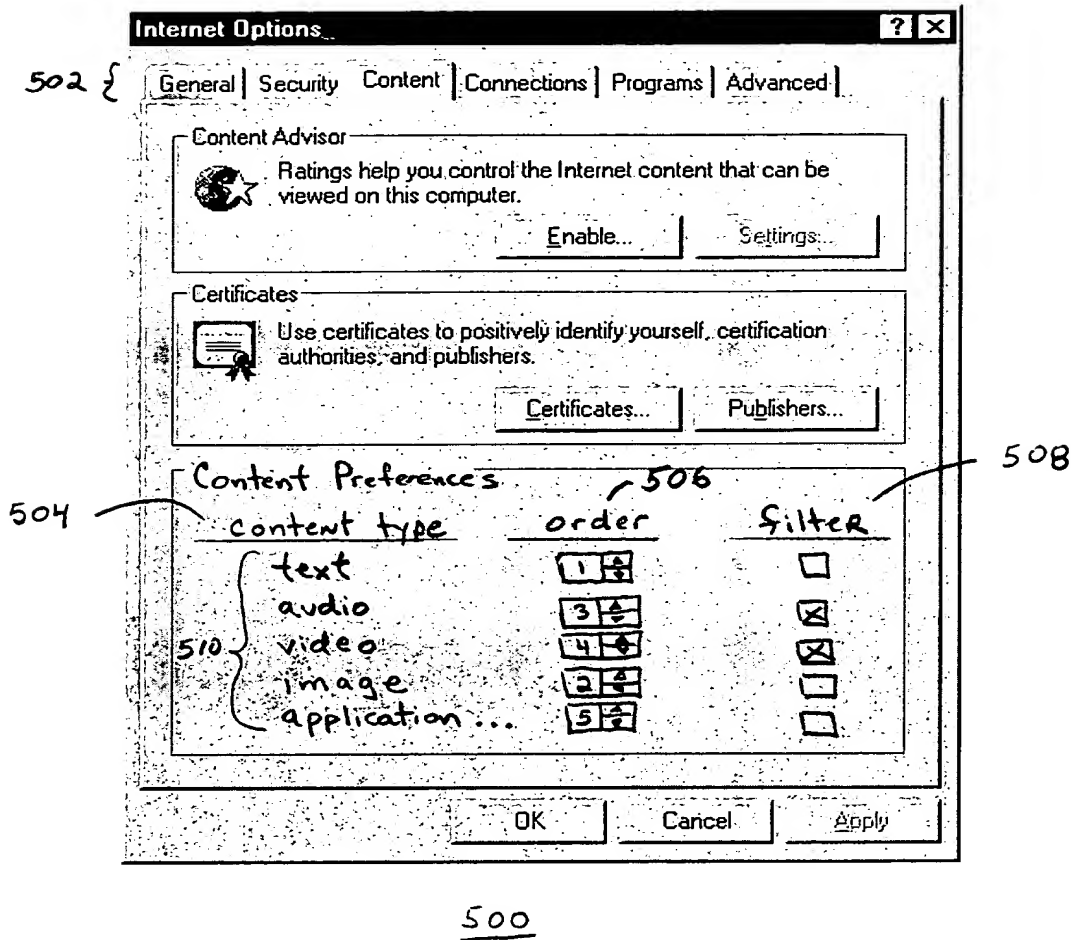 Internet Options
? X
502 { General Security Content Connections Programs Advanced
Content Advisor
Ratings help you control the Internet content that can be
viewed on this computer.
Enable... Settings...
Certificates
Use certificates to positively identify yourself, certification
authorities, and publishers.
Certificates... Publishers...
Content Preferences 506 508
504 content type order filter
text 1
audio 3
510 video 4
image 2
application ... 5
OK Cancel Apply
500